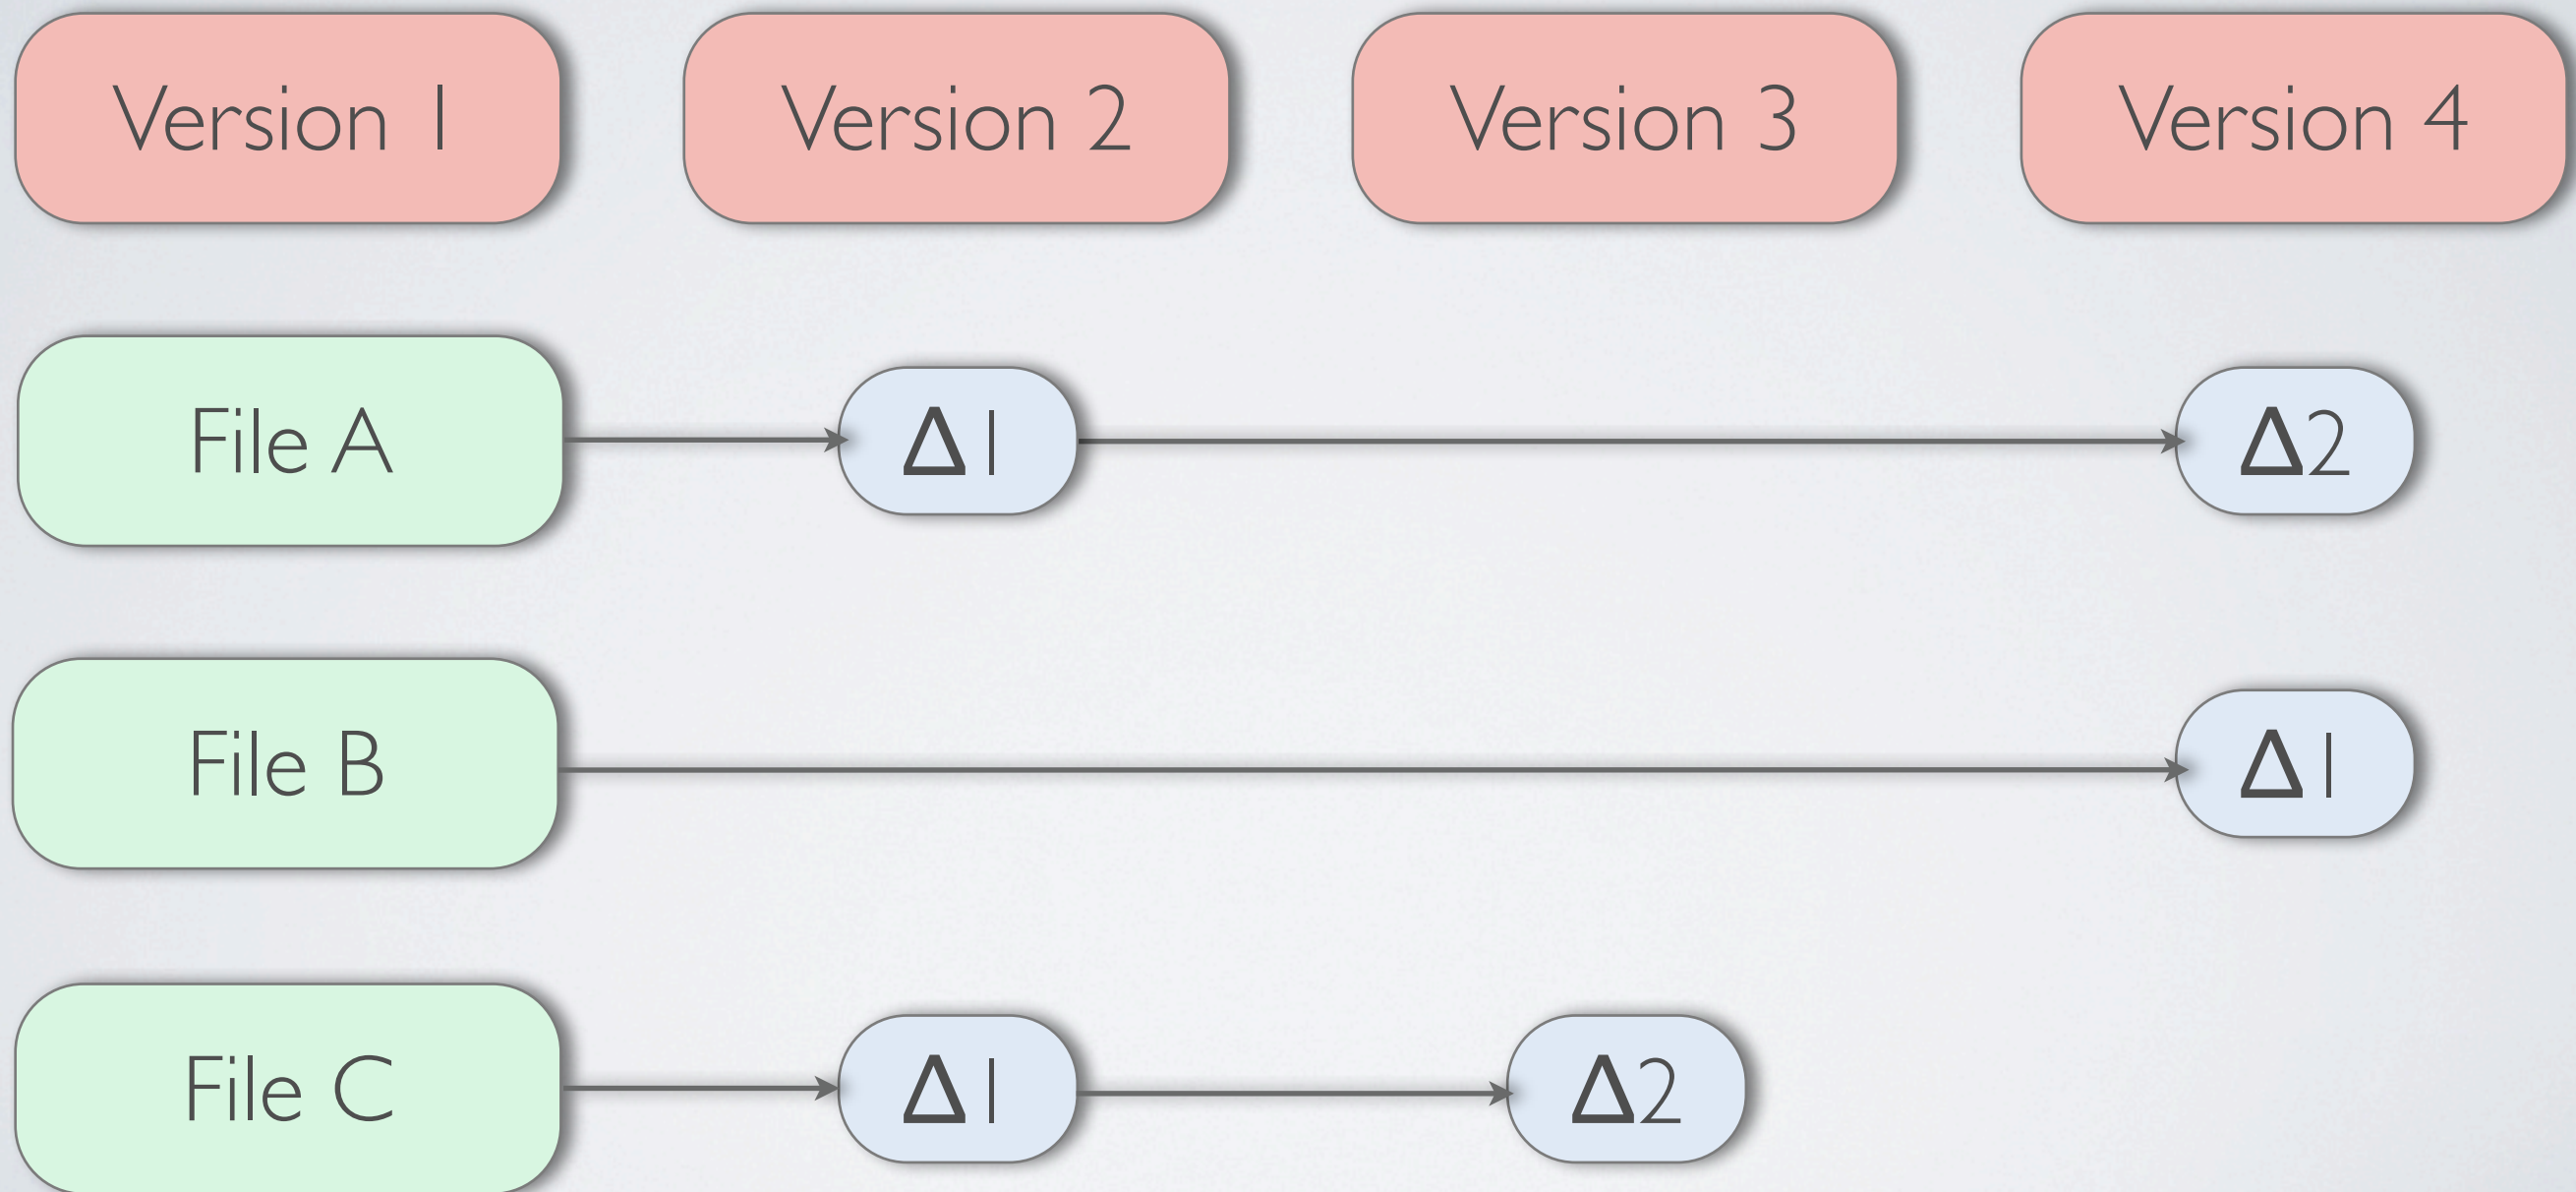 Version 1
Version 2
Version 3
Version 4
File A
Δ1
Δ2
File B
Δ1
File C
Δ1
Δ2